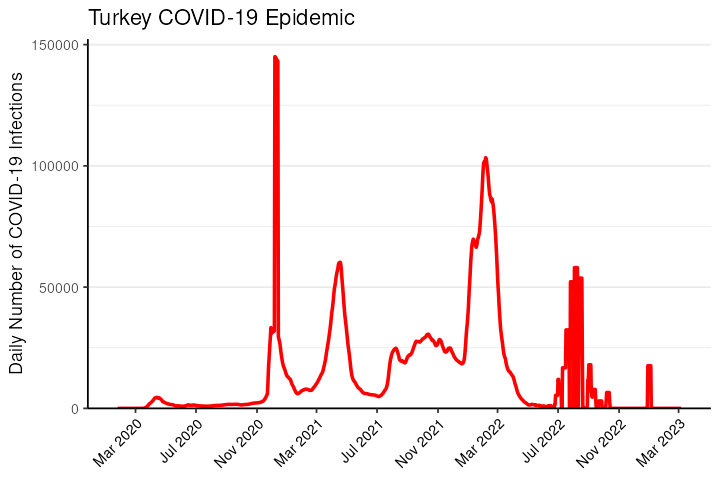 Turkey COVID-19 Epidemic
Daily Number of COVID-19 Infections
150000
100000
50000
0
Mar 2020
Jul 2020
Nov 2020
Mar 2021
Jul 2021
Nov 2021
Mar 2022
Jul 2022
Nov 2022
Mar 2023